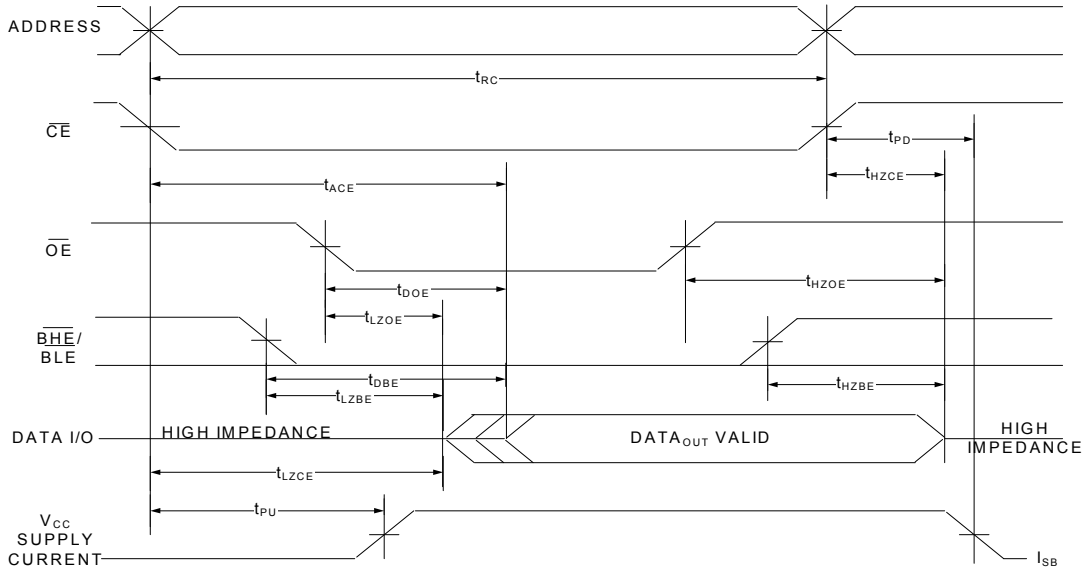 ADDRESS
tRC
CE
tPD
tHZCE
tACE
OE
tDOE
tHZOE
tLZOE
BHE/
BLE
tDBE
tHZBE
tLZBE
DATA I/O
HIGH IMPEDANCE
DATAOUT VALID
HIGH
IMPEDANCE
tLZCE
tPU
VCC
SUPPLY
CURRENT
ISB